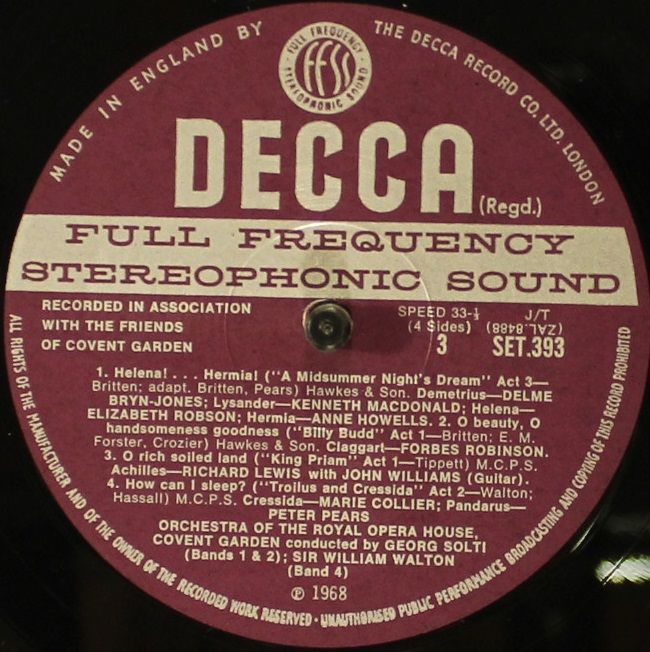 MADE IN ENGLAND BY
THE DECCA RECORD CO. LTD. LONDON
FULL FREQUENCY
FFSS
STEREOPHONIC SOUND
DECCA
(Regd.)
FULL FREQUENCY
STEREOPHONIC SOUND
RECORDED IN ASSOCIATION
WITH THE FRIENDS
OF COVENT GARDEN
SPEED 33-⅓ J/T
(4 Sides) (ZAL.8488)
3 SET.393
1. Helena! . . . Hermia! ("A Midsummer Night's Dream" Act 3—
Britten; adapt. Britten, Pears) Hawkes & Son. Demetrius—DELME
BRYN-JONES; Lysander—KENNETH MACDONALD; Helena—
ELIZABETH ROBSON; Hermia—ANNE HOWELLS. 2. O beauty, O
handsomeness goodness ("Billy Budd" Act 1—Britten; E. M.
Forster, Crozier) Hawkes & Son. Claggart—FORBES ROBINSON.
3. O rich soiled land ("King Priam" Act 1—Tippett) M.C.P.S.
Achilles—RICHARD LEWIS with JOHN WILLIAMS (Guitar).
4. How can I sleep? ("Troilus and Cressida" Act 2—Walton;
Hassall) M.C.P.S. Cressida—MARIE COLLIER; Pandarus—
PETER PEARS
ORCHESTRA OF THE ROYAL OPERA HOUSE,
COVENT GARDEN conducted by GEORG SOLTI
(Bands 1 & 2); SIR WILLIAM WALTON
(Band 4)
℗ 1968
ALL RIGHTS OF THE MANUFACTURER AND OF THE OWNER OF THE RECORDED WORK RESERVED · UNAUTHORISED PUBLIC PERFORMANCE BROADCASTING AND COPYING OF THIS RECORD PROHIBITED